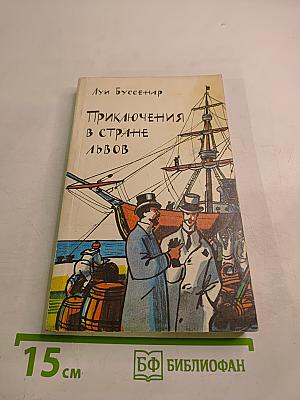 Луи Буссенар
Приключения
в стране
львов
15 см
БФ БИБЛИОФАН